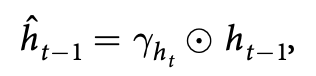 ĥ_{t−1} = γ_{h_t} ⊙ h_{t−1},